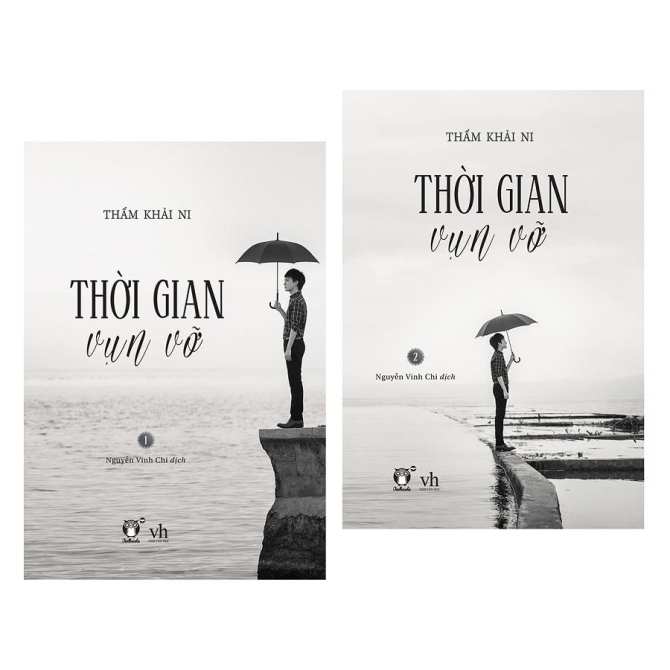 THẨM KHẢI NI
THỜI GIAN
vụn vỡ
1
Nguyễn Vinh Chi dịch
vh
THẨM KHẢI NI
THỜI GIAN
vụn vỡ
2
Nguyễn Vinh Chi dịch
vh